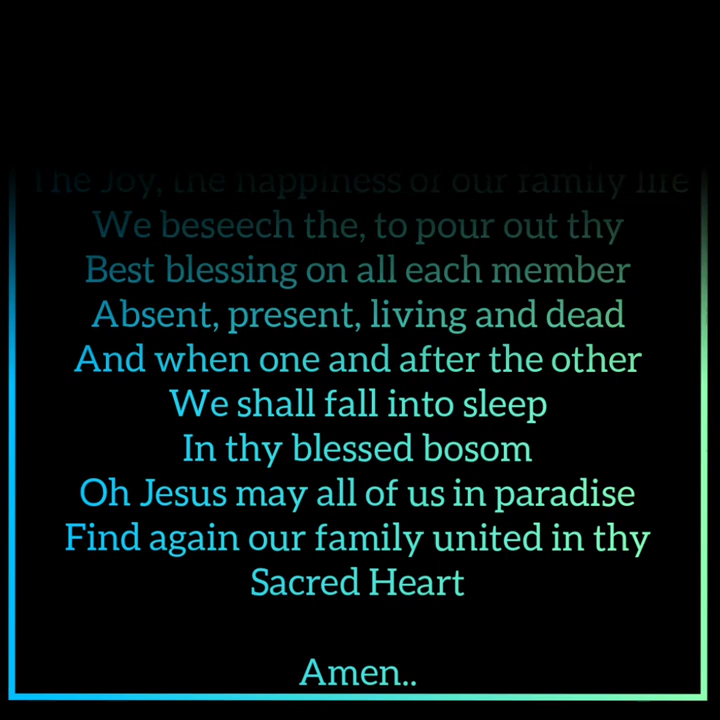 The Joy, the happiness of our family life
We beseech the, to pour out thy
Best blessing on all each member
Absent, present, living and dead
And when one and after the other
We shall fall into sleep
In thy blessed bosom
Oh Jesus may all of us in paradise
Find again our family united in thy
Sacred Heart
Amen..